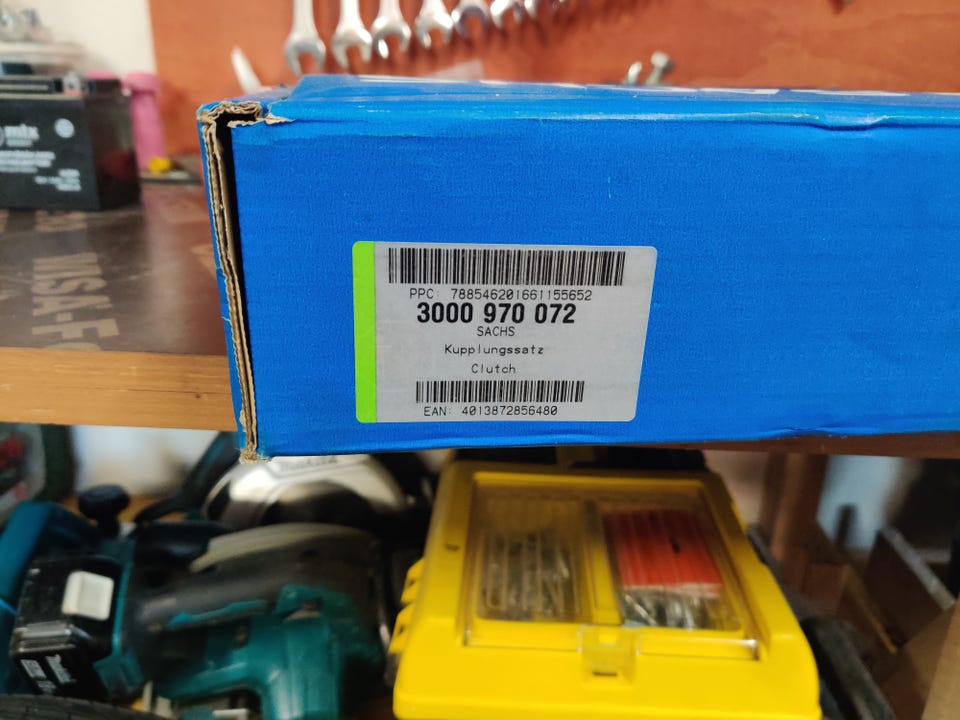 PPC: 788546201661155652
3000 970 072
SACHS
Kupplungssatz
Clutch
EAN: 4013872856480